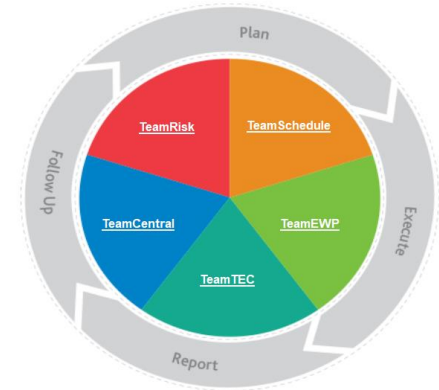 Plan
TeamRisk
TeamSchedule
Follow Up
Execute
TeamCentral
TeamEWP
TeamTEC
Report